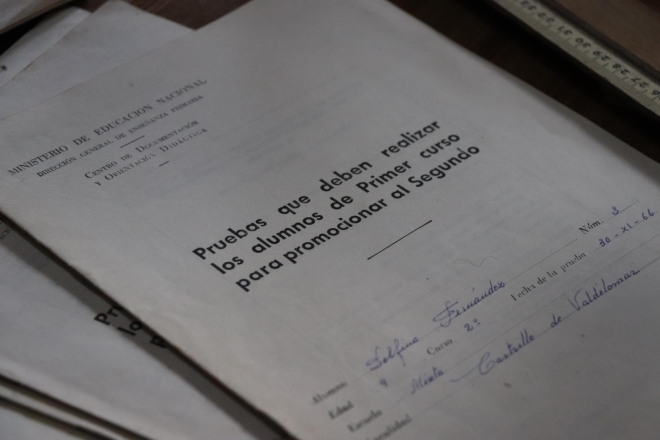 MINISTERIO DE EDUCACION NACIONAL
DIRECCIÓN GENERAL DE ENSEÑANZA PRIMARIA
CENTRO DE DOCUMENTACIÓN
Y ORIENTACIÓN DIDÁCTICA
Pruebas que deben realizar
los alumnos de Primer curso
para promocionar al Segundo
Núm. 3
Alumno Delfina Fernández Fecha de la prueba 30-XI-66
Edad 9 Curso 2º
Escuela Mixta Castrillo de Valdelomar